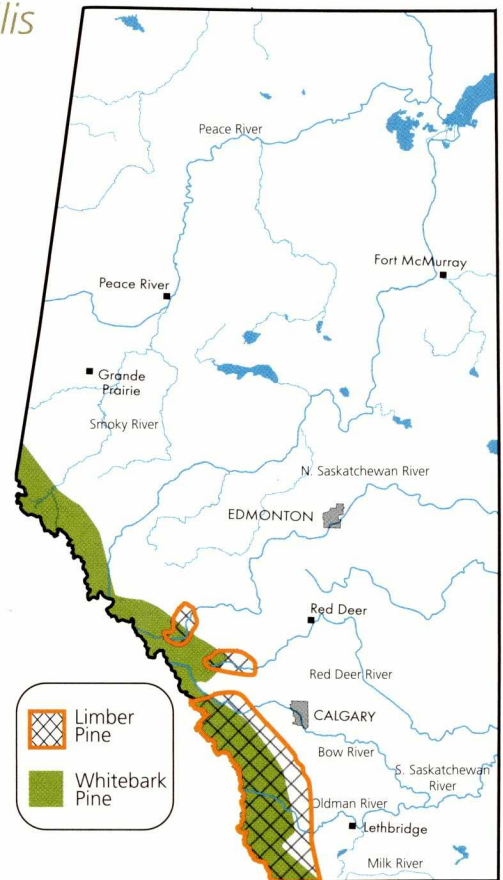 lis
Peace River
Fort McMurray
Peace River
Grande
Prairie
Smoky River
N. Saskatchewan River
EDMONTON
Red Deer
Red Deer River
Limber
Pine
CALGARY
Bow River
Whitebark
Pine
S. Saskatchewan
River
Oldman River
Lethbridge
Milk River